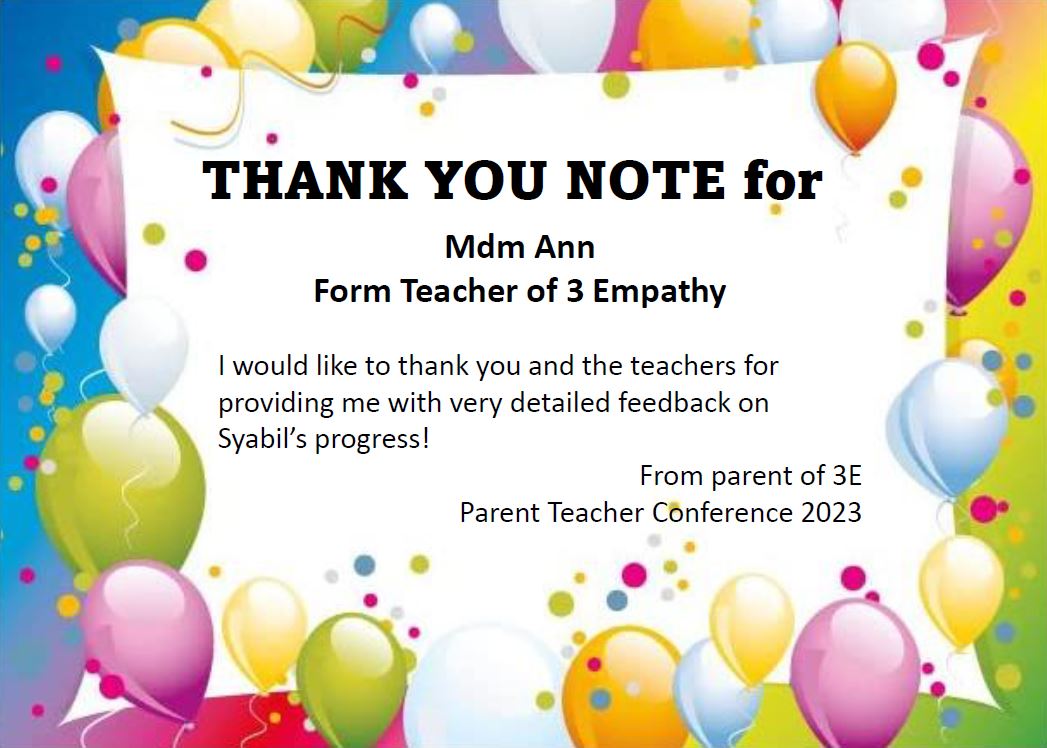 THANK YOU NOTE for
Mdm Ann
Form Teacher of 3 Empathy
I would like to thank you and the teachers for
providing me with very detailed feedback on
Syabil’s progress!
From parent of 3E
Parent Teacher Conference 2023